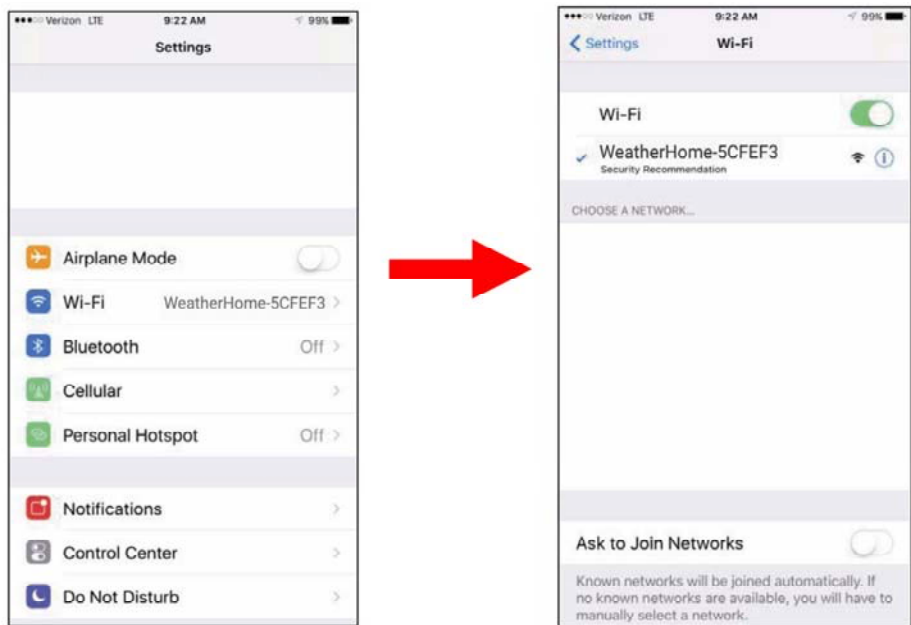 Verizon LTE 9:22 AM 99%
Settings
Airplane Mode
Wi-Fi WeatherHome-5CFEF3
Bluetooth Off
Cellular
Personal Hotspot Off
Notifications
Control Center
Do Not Disturb
Verizon LTE 9:22 AM 99%
Settings Wi-Fi
Wi-Fi
WeatherHome-5CFEF3
Security Recommendation
CHOOSE A NETWORK...
Ask to Join Networks
Known networks will be joined automatically. If
no known networks are available, you will have to
manually select a network.